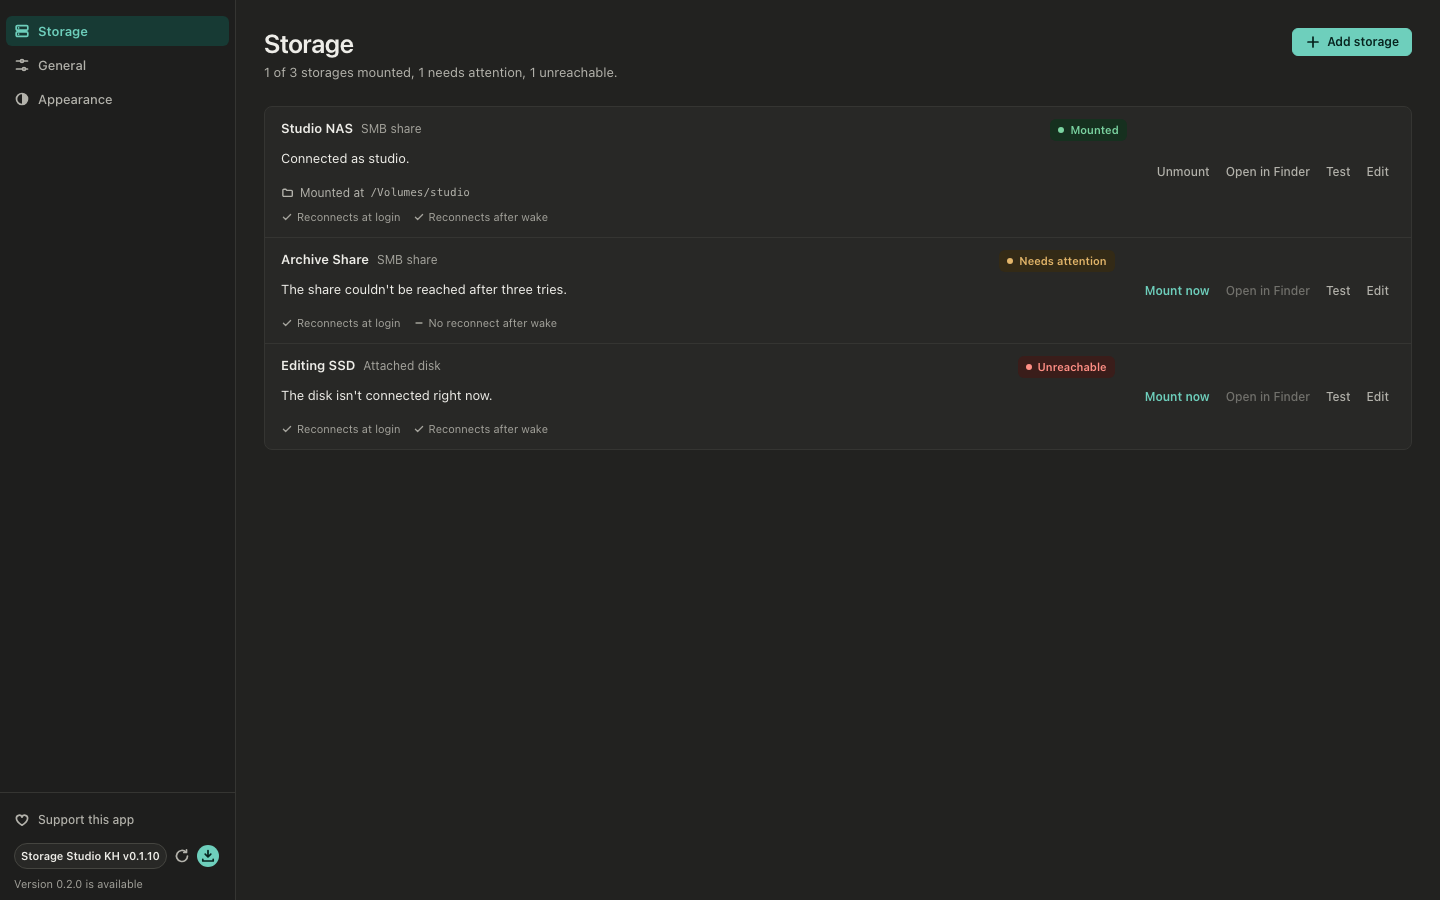 Storage
General
Appearance
Storage
Add storage
1 of 3 storages mounted, 1 needs attention, 1 unreachable.
Studio NAS SMB share Mounted
Connected as studio.
Unmount Open in Finder Test Edit
Mounted at /Volumes/studio
Reconnects at login Reconnects after wake
Archive Share SMB share Needs attention
The share couldn't be reached after three tries.
Mount now Open in Finder Test Edit
Reconnects at login No reconnect after wake
Editing SSD Attached disk Unreachable
The disk isn't connected right now.
Mount now Open in Finder Test Edit
Reconnects at login Reconnects after wake
Support this app
Storage Studio KH v0.1.10
Version 0.2.0 is available